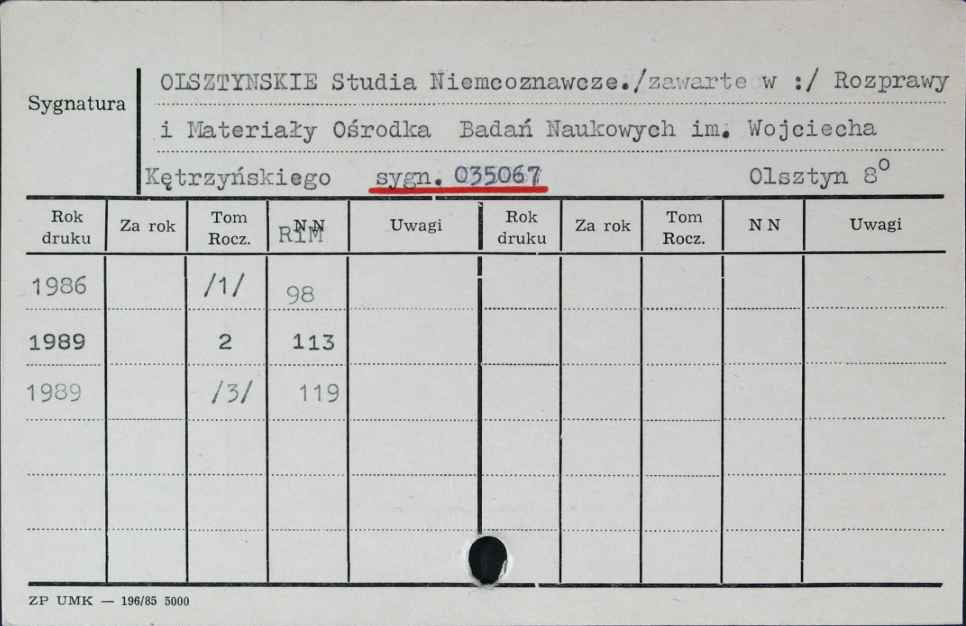 OLSZTYNSKIE Studia Niemcoznawcze./zawarte w :/ Rozprawy
Sygnatura
i Materiały Ośrodka Badań Naukowych im. Wojciecha
Kętrzyńskiego sygn. 035067 Olsztyn 8°
Rok druku Za rok Tom Rocz. NN RIM Uwagi Rok druku Za rok Tom Rocz. N N Uwagi
1986 /1/ 98
1989 2 113
1989 /3/ 119
ZP UMK — 196/85 5000